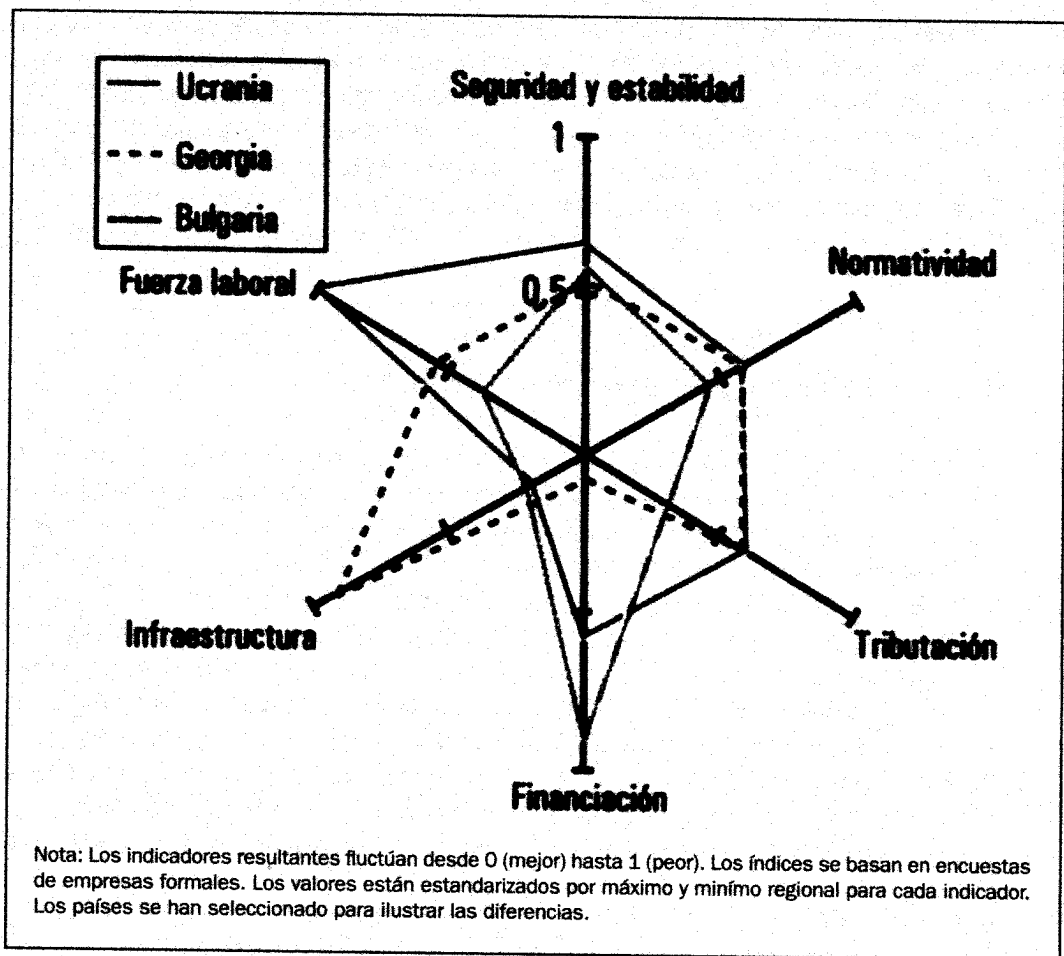 Ucrania
Georgia
Bulgaria
Seguridad y estabilidad
1
Normatividad
Fuerza laboral
0,5
Infraestructura
Tributación
Financiación
Nota: Los indicadores resultantes fluctúan desde 0 (mejor) hasta 1 (peor). Los índices se basan en encuestas
de empresas formales. Los valores están estandarizados por máximo y minímo regional para cada indicador.
Los países se han seleccionado para ilustrar las diferencias.